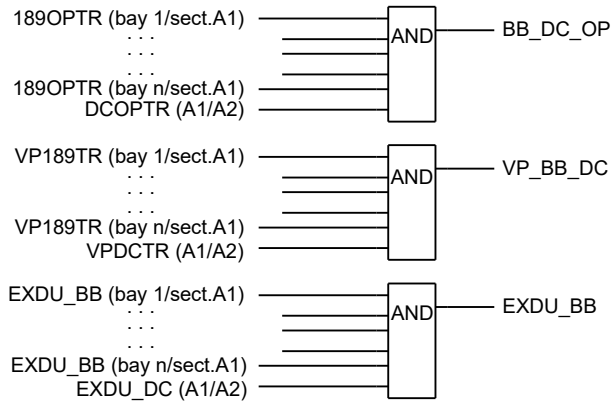 189OPTR (bay 1/sect.A1)
. . .
. . .
. . .
189OPTR (bay n/sect.A1)
DCOPTR (A1/A2)
AND
BB_DC_OP
VP189TR (bay 1/sect.A1)
. . .
. . .
. . .
VP189TR (bay n/sect.A1)
VPDCTR (A1/A2)
AND
VP_BB_DC
EXDU_BB (bay 1/sect.A1)
. . .
. . .
. . .
EXDU_BB (bay n/sect.A1)
EXDU_DC (A1/A2)
AND
EXDU_BB